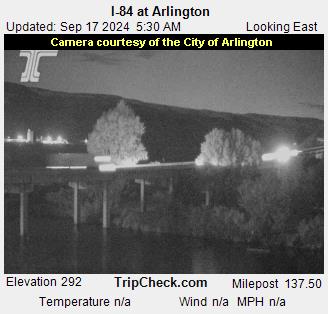 I-84 at Arlington
Updated: Sep 17 2024 5:30 AM Looking East
Camera courtesy of the City of Arlington
Elevation 292 TripCheck.com Milepost 137.50
Temperature n/a Wind n/a MPH n/a